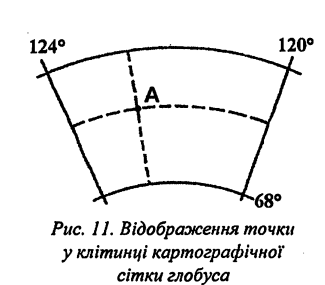 124°
120°
А
68°
Рис. 11. Відображення точки
у клітинці картографічної
сітки глобуса